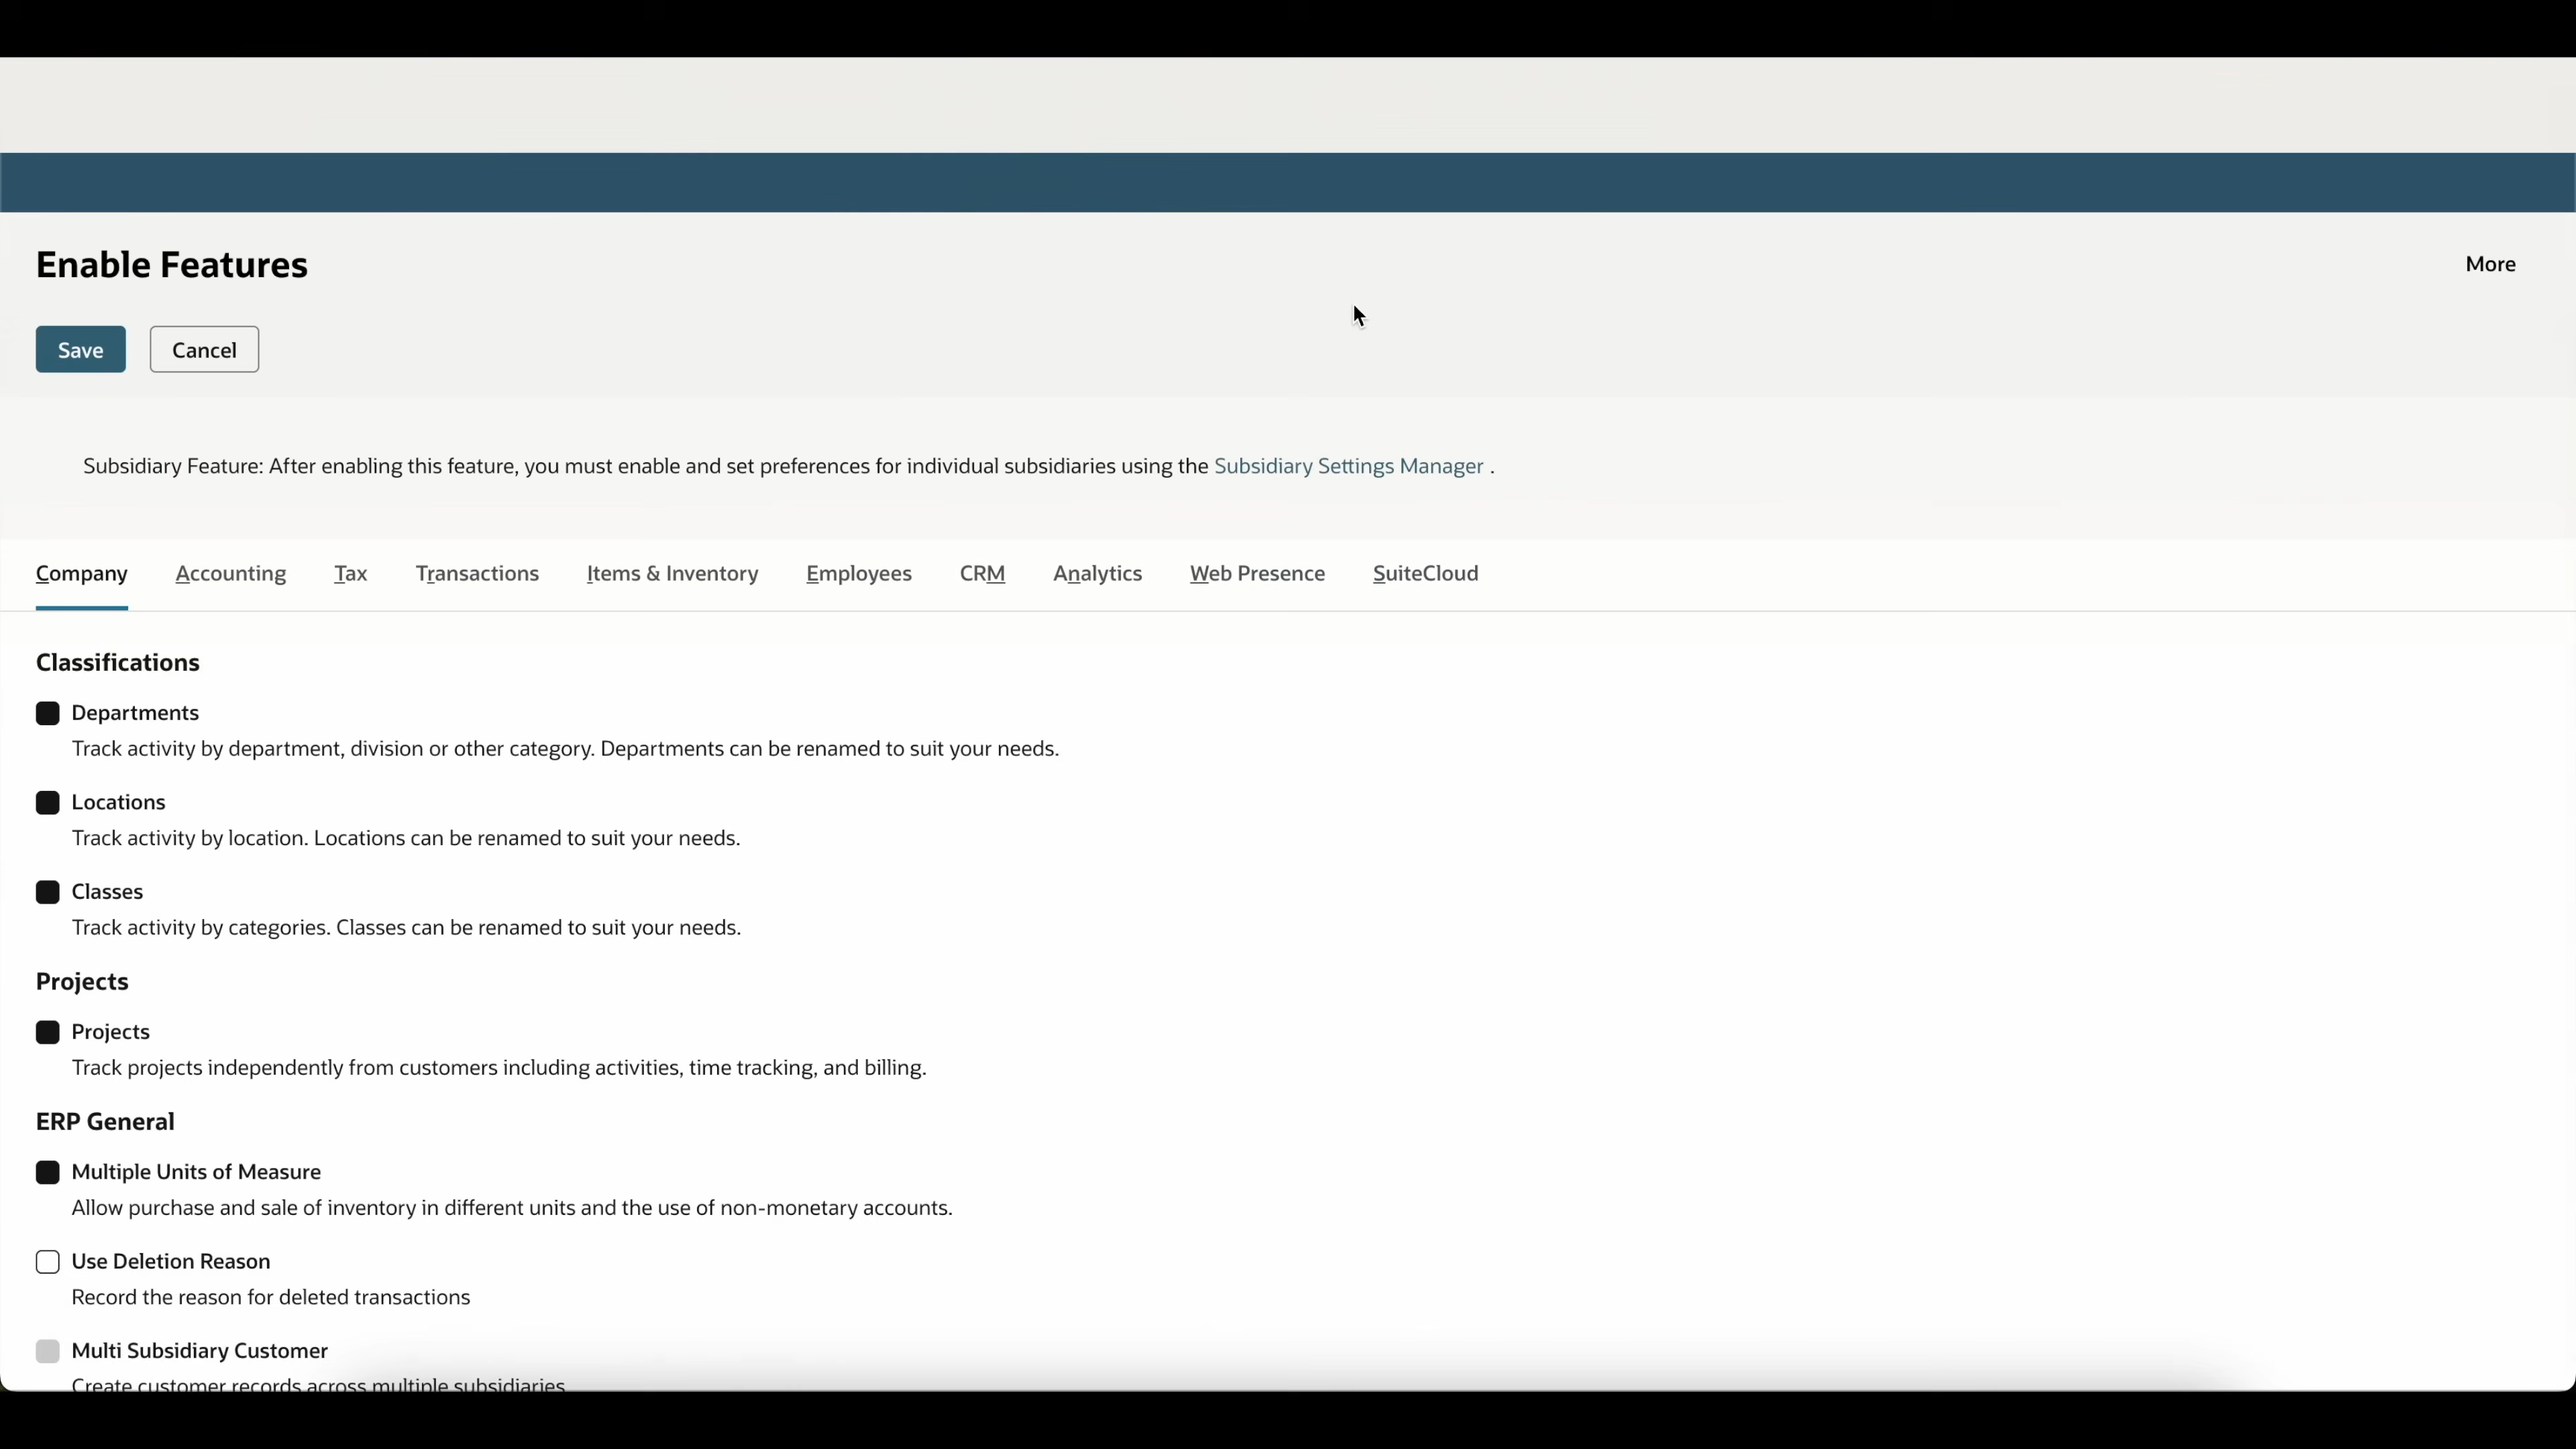 Enable Features
More
Save
Cancel
Subsidiary Feature: After enabling this feature, you must enable and set preferences for individual subsidiaries using the Subsidiary Settings Manager .
Company Accounting Tax Transactions Items & Inventory Employees CRM Analytics Web Presence SuiteCloud
Classifications
Departments
Track activity by department, division or other category. Departments can be renamed to suit your needs.
Locations
Track activity by location. Locations can be renamed to suit your needs.
Classes
Track activity by categories. Classes can be renamed to suit your needs.
Projects
Projects
Track projects independently from customers including activities, time tracking, and billing.
ERP General
Multiple Units of Measure
Allow purchase and sale of inventory in different units and the use of non-monetary accounts.
Use Deletion Reason
Record the reason for deleted transactions
Multi Subsidiary Customer
Create customer records across multiple subsidiaries